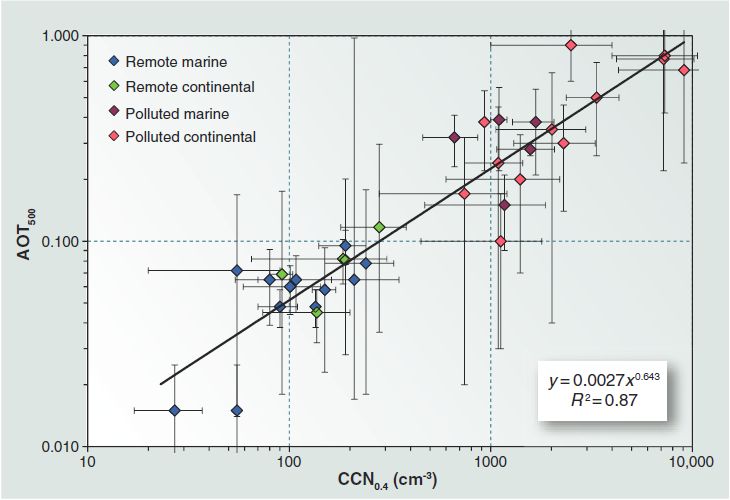 1.000
Remote marine
Remote continental
Polluted marine
Polluted continental
AOT500
0.100
y = 0.0027x0.643
R2 = 0.87
0.010
10
100
1000
10,000
CCN0.4 (cm-3)